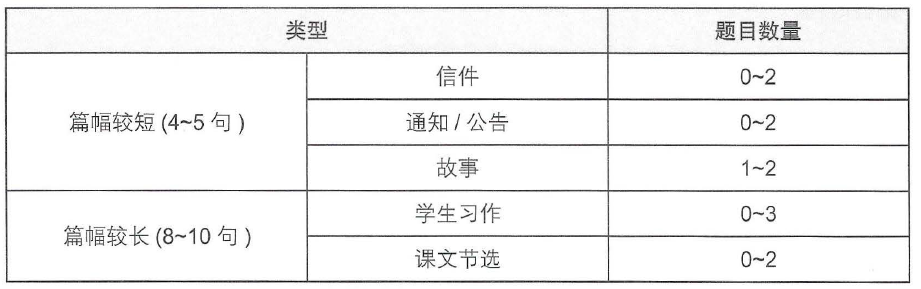 类型 题目数量
篇幅较短 (4~5 句 ) 信件 0~2
通知 / 公告 0~2
故事 1~2
篇幅较长 (8~10 句 ) 学生习作 0~3
课文节选 0~2